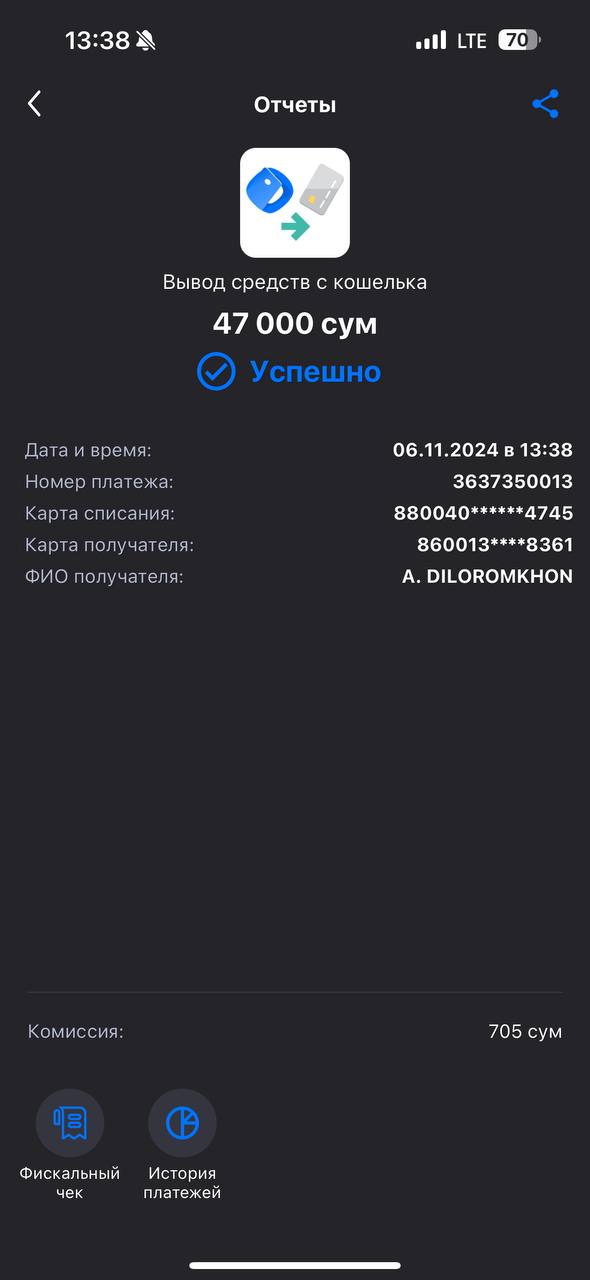 13:38
LTE 70
Отчеты
Вывод средств с кошелька
47 000 сум
Успешно
Дата и время: 06.11.2024 в 13:38
Номер платежа: 3637350013
Карта списания: 880040******4745
Карта получателя: 860013****8361
ФИО получателя: A. DILOROMKHON
Комиссия: 705 сум
Фискальный
чек
История
платежей